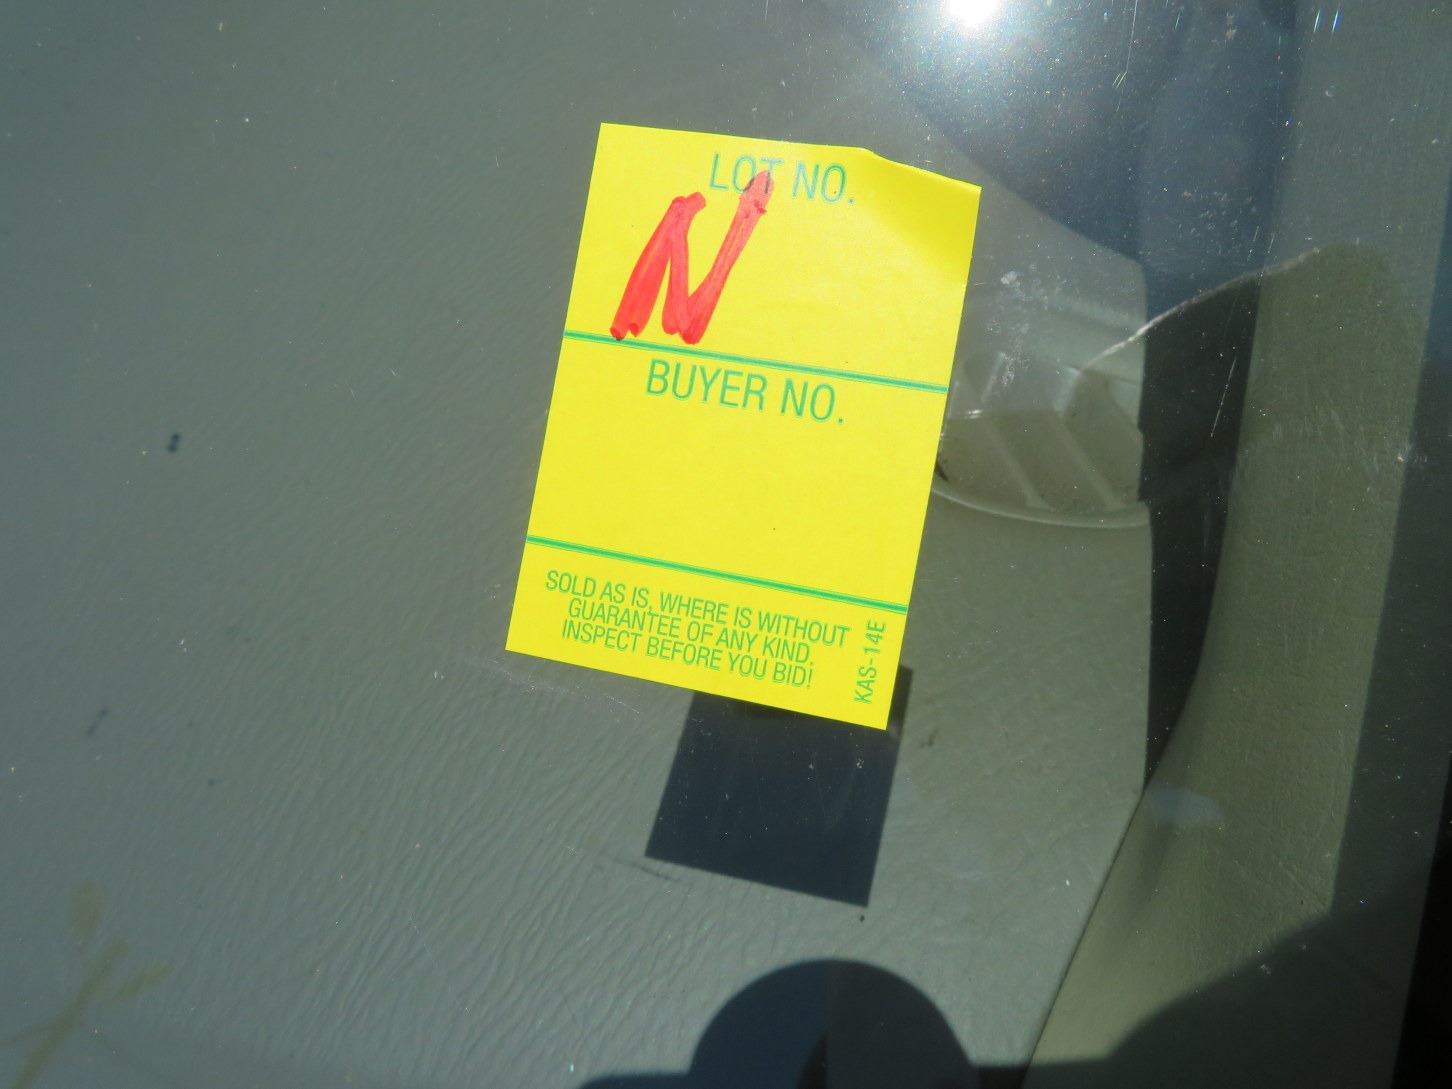 LOT NO.
N
BUYER NO.
SOLD AS IS, WHERE IS WITHOUT
GUARANTEE OF ANY KIND.
INSPECT BEFORE YOU BID!
KAS-14E